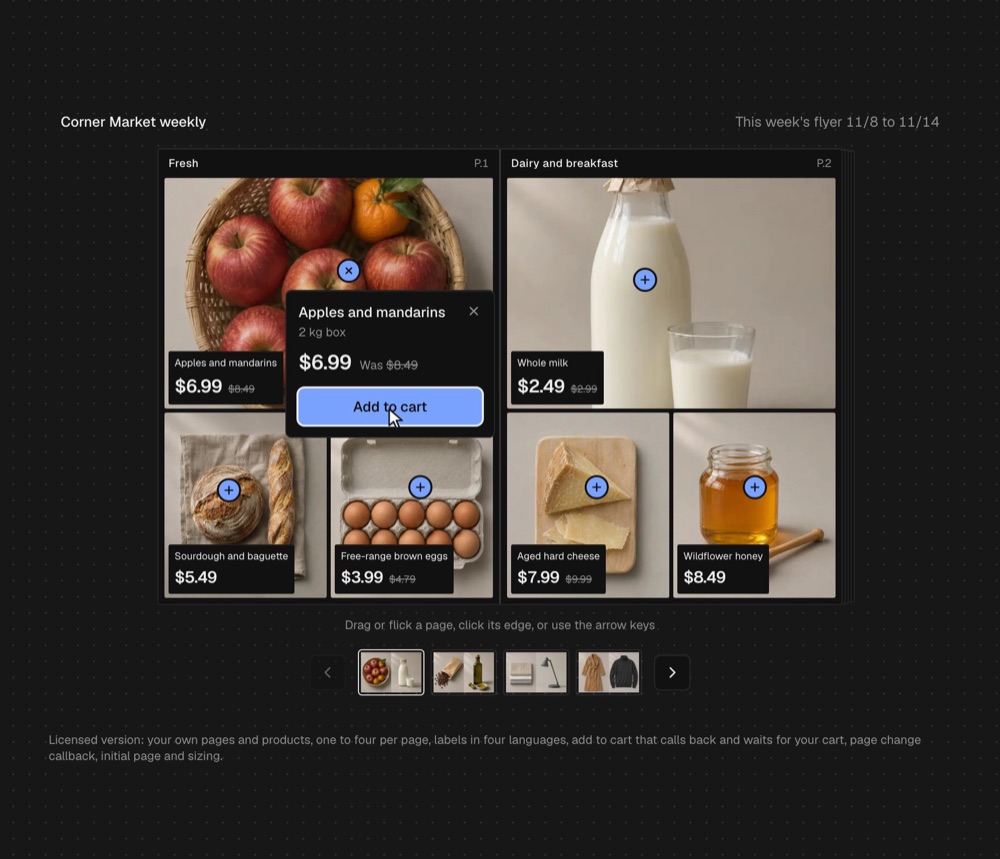 Corner Market weekly
This week's flyer 11/8 to 11/14
Fresh
P.1
Apples and mandarins
2 kg box
$6.99 Was $8.49
Add to cart
Apples and mandarins
$6.99 $8.49
Sourdough and baguette
$5.49
Free-range brown eggs
$3.99 $4.79
Dairy and breakfast
P.2
Whole milk
$2.49 $2.99
Aged hard cheese
$7.99 $9.99
Wildflower honey
$8.49
Drag or flick a page, click its edge, or use the arrow keys
Licensed version: your own pages and products, one to four per page, labels in four languages, add to cart that calls back and waits for your cart, page change
callback, initial page and sizing.